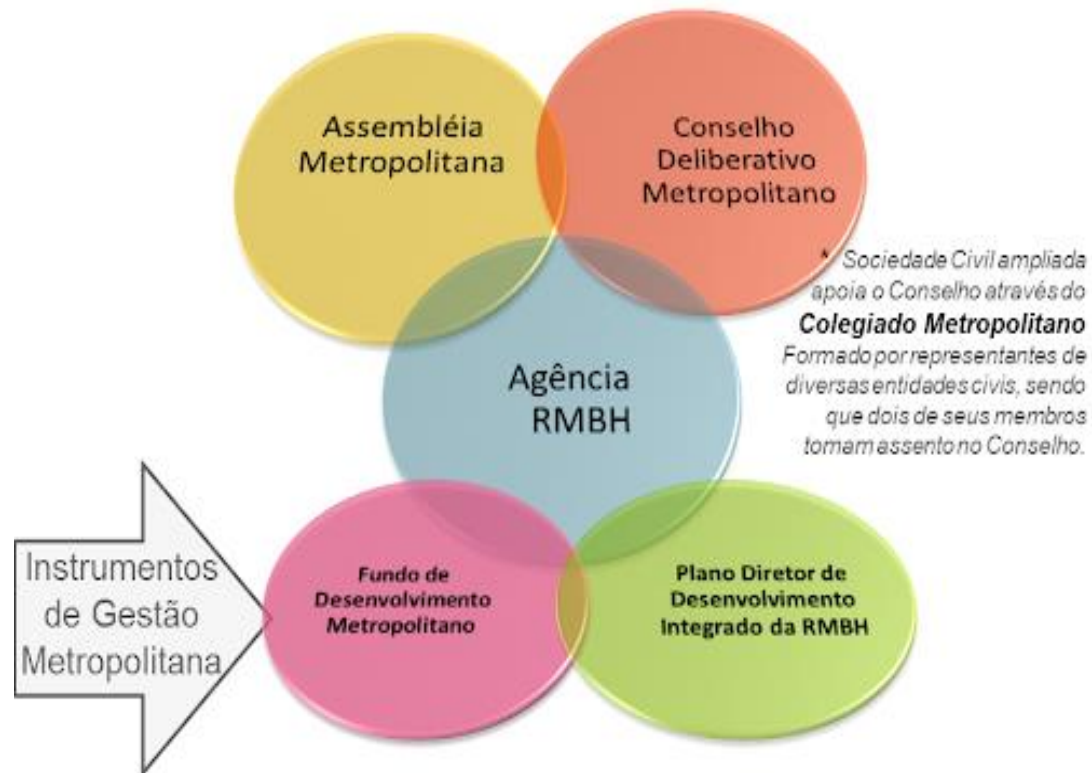 Assembléia
Metropolitana
Conselho
Deliberativo
Metropolitano
* Sociedade Civil ampliada
apoia o Conselho através do
Colegiado Metropolitano
Formado por representantes de
diversas entidades civis, sendo
que dois de seus membros
tomam assento no Conselho.
Agência
RMBH
Instrumentos
de Gestão
Metropolitana
Fundo de
Desenvolvimento
Metropolitano
Plano Diretor de
Desenvolvimento
Integrado da RMBH